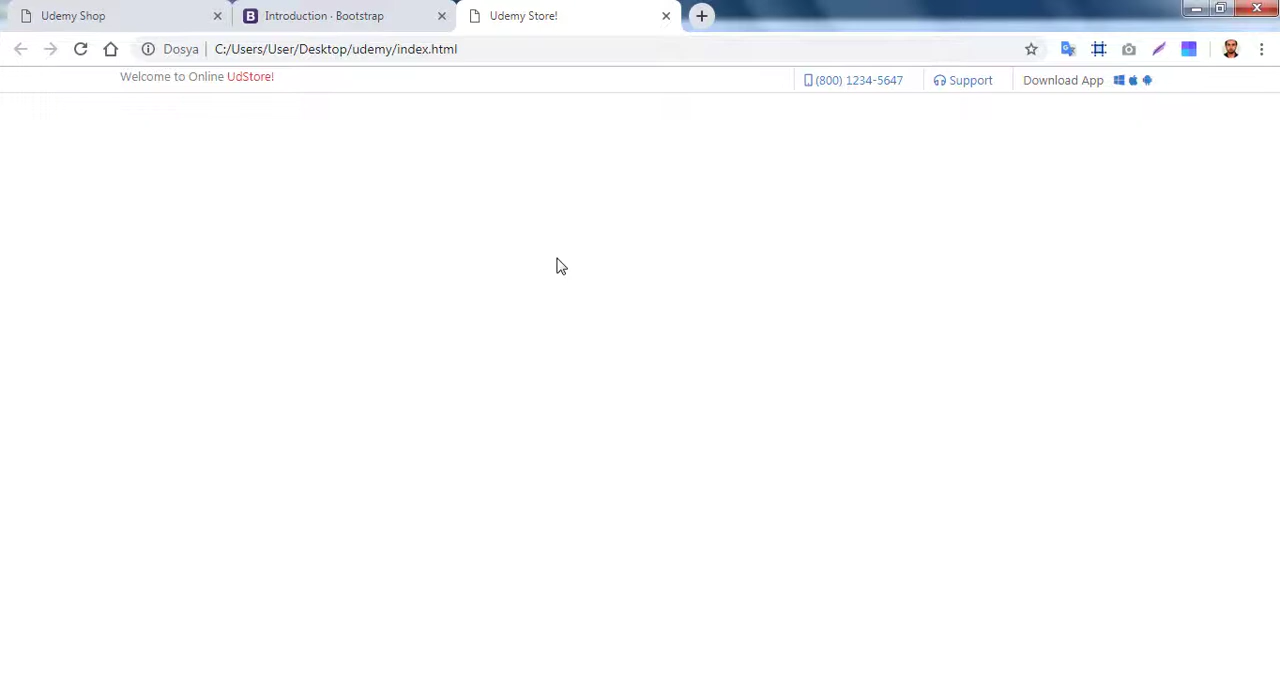 Udemy Shop
Introduction · Bootstrap
Udemy Store!
Dosya
C:/Users/User/Desktop/udemy/index.html
Welcome to Online UdStore!
(800) 1234-5647
Support
Download App